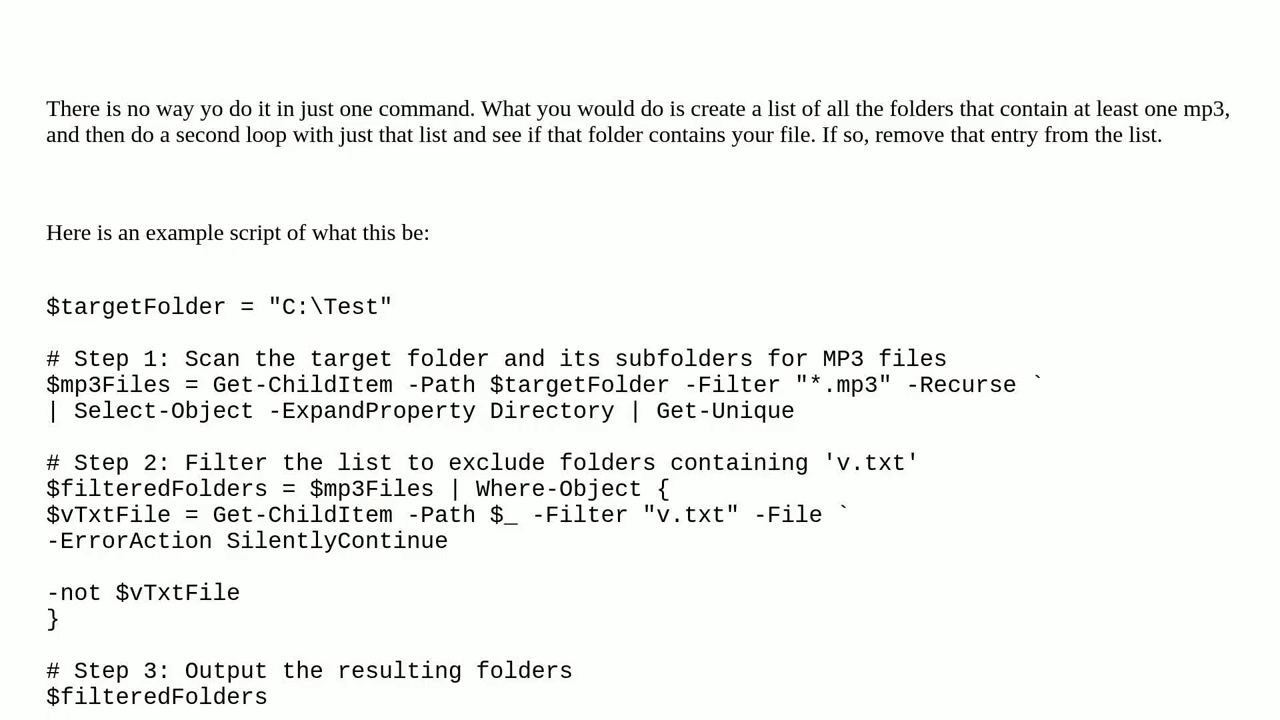 There is no way yo do it in just one command. What you would do is create a list of all the folders that contain at least one mp3,
and then do a second loop with just that list and see if that folder contains your file. If so, remove that entry from the list.
Here is an example script of what this be:
$targetFolder = "C:\Test"
# Step 1: Scan the target folder and its subfolders for MP3 files
$mp3Files = Get-ChildItem -Path $targetFolder -Filter "*.mp3" -Recurse `
| Select-Object -ExpandProperty Directory | Get-Unique
# Step 2: Filter the list to exclude folders containing 'v.txt'
$filteredFolders = $mp3Files | Where-Object {
$vTxtFile = Get-ChildItem -Path $_ -Filter "v.txt" -File `
-ErrorAction SilentlyContinue
-not $vTxtFile
}
# Step 3: Output the resulting folders
$filteredFolders